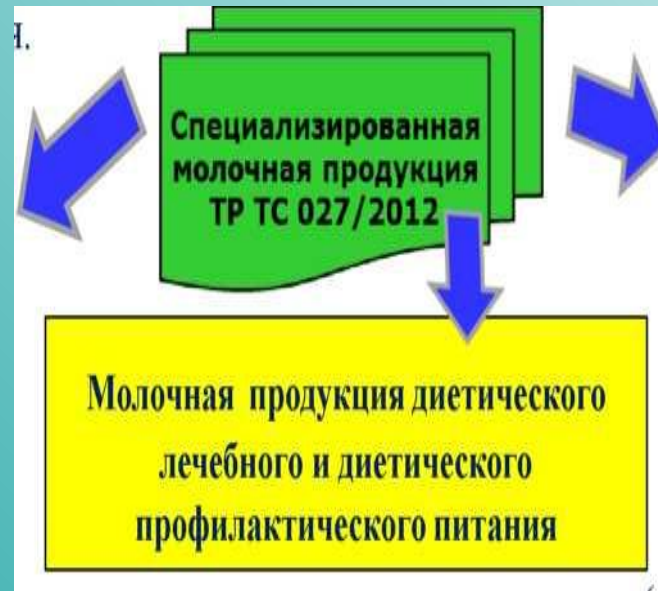 я.
Специализированная
молочная продукция
ТР ТС 027/2012
Молочная продукция диетического
лечебного и диетического
профилактического питания